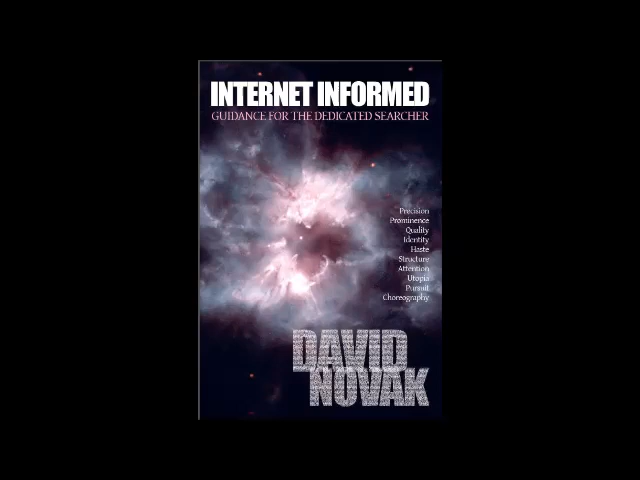 INTERNET INFORMED
GUIDANCE FOR THE DEDICATED SEARCHER
Precision
Prominence
Quality
Identity
Haste
Structure
Attention
Utopia
Pursuit
Choreography
DAVID
NOVAK